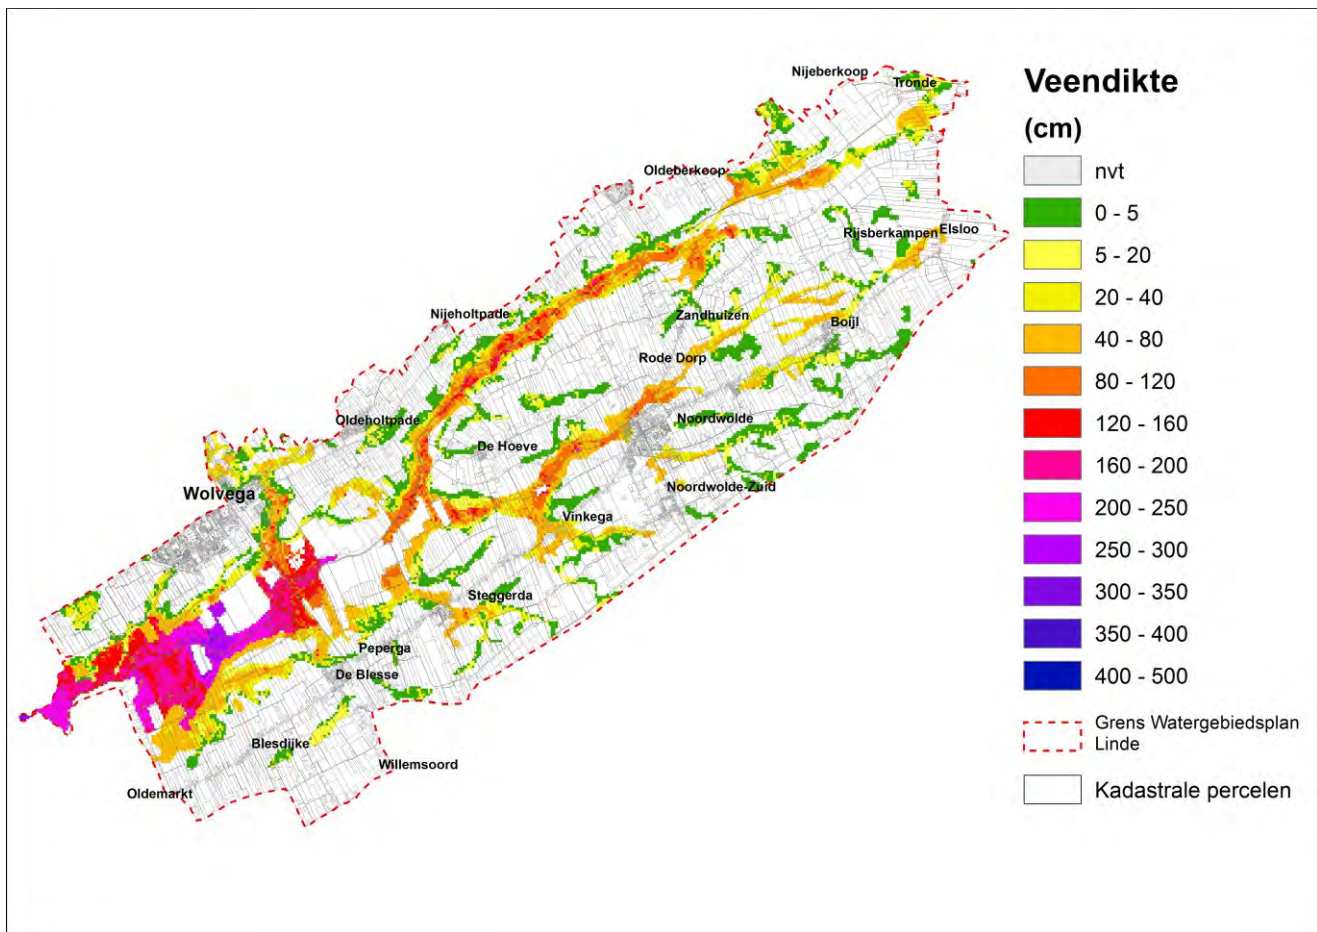 Nijeberkoop
Tronde
Oldeberkoop
Rijsberkampen
Elsloo
Nijeholtpade
Zandhuizen
Boijl
Rode Dorp
Oldeholtpade
Noordwolde
De Hoeve
Wolvega
Noordwolde-Zuid
Vinkega
Steggerda
Peperga
De Blesse
Blesdijke
Willemsoord
Oldemarkt
Veendikte
(cm)
nvt
0 - 5
5 - 20
20 - 40
40 - 80
80 - 120
120 - 160
160 - 200
200 - 250
250 - 300
300 - 350
350 - 400
400 - 500
Grens Watergebiedsplan
Linde
Kadastrale percelen